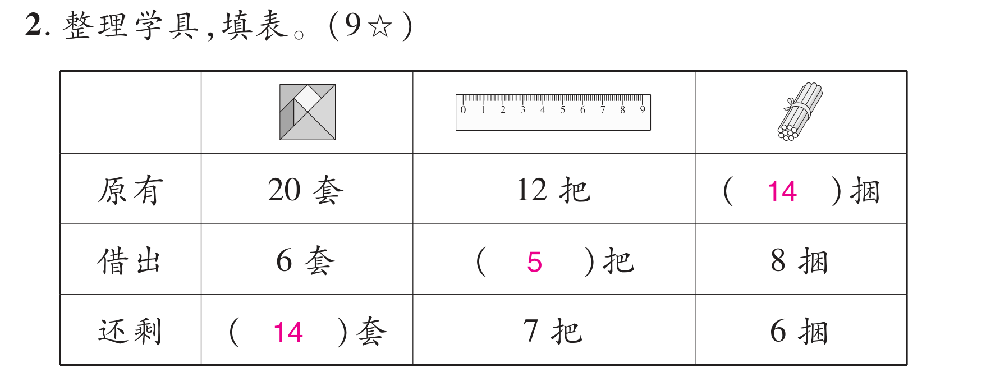 2. 整理学具,填表。(9☆)
0 1 2 3 4 5 6 7 8 9
原有 20 套 12 把 ( 14 )捆
借出 6 套 ( 5 )把 8 捆
还剩 ( 14 )套 7 把 6 捆